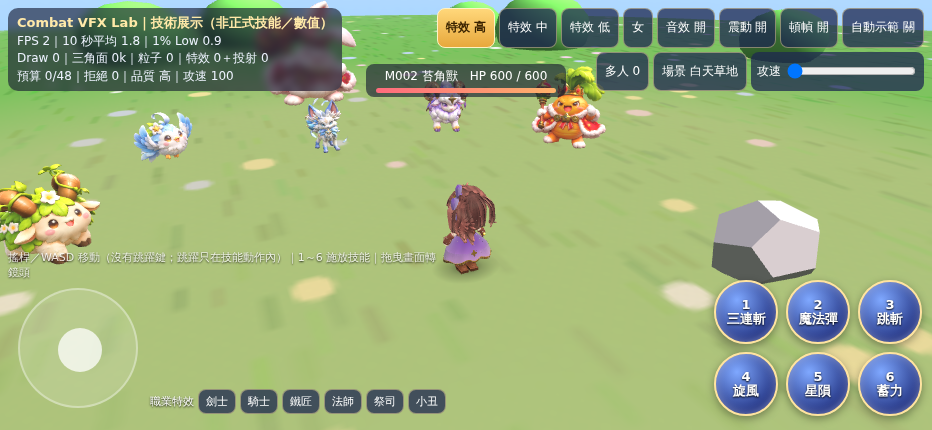 Combat VFX Lab｜技術展示（非正式技能／數值）
FPS 2｜10 秒平均 1.8｜1% Low 0.9
Draw 0｜三角面 0k｜粒子 0｜特效 0＋投射 0
預算 0/48｜拒絕 0｜品質 高｜攻速 100
特效 高
特效 中
特效 低
女
音效 開
震動 開
頓幀 開
自動示範 關
M002 苔角獸 HP 600 / 600
多人 0
場景 白天草地
攻速
搖桿／WASD 移動（沒有跳躍鍵；跳躍只在技能動作內）｜1～6 施放技能｜拖曳畫面轉
鏡頭
1
三連斬
2
魔法彈
3
跳斬
4
旋風
5
星隕
6
蓄力
職業特效
劍士
騎士
鐵匠
法師
祭司
小丑